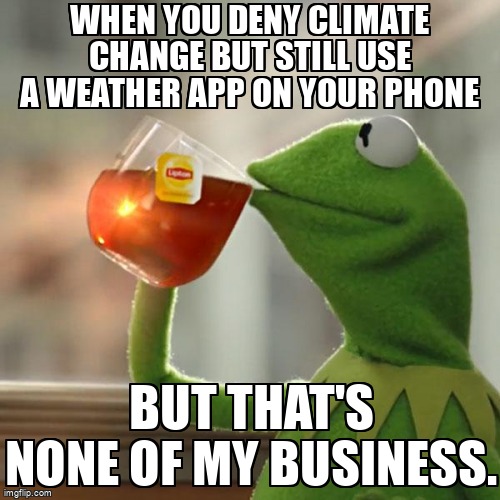 WHEN YOU DENY CLIMATE
CHANGE BUT STILL USE
A WEATHER APP ON YOUR PHONE
Lipton
BUT THAT'S
NONE OF MY BUSINESS.
imgflip.com